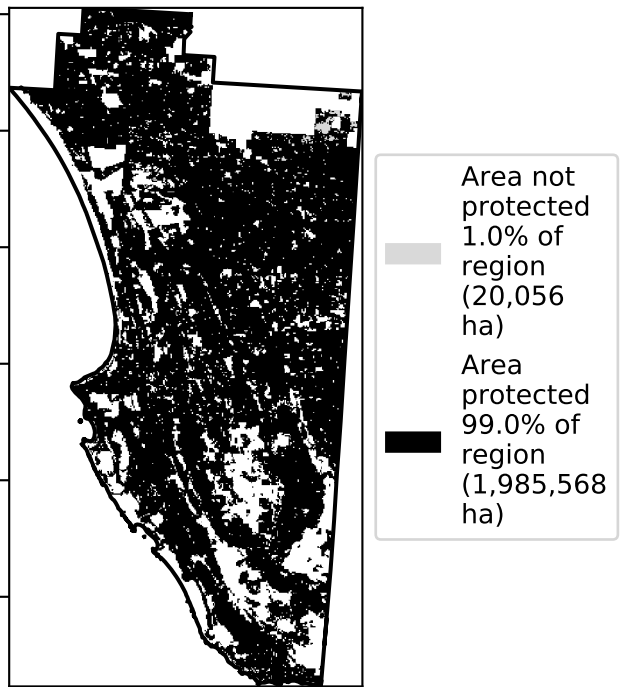 Area not
protected
1.0% of
region
(20,056
ha)
Area
protected
99.0% of
region
(1,985,568
ha)